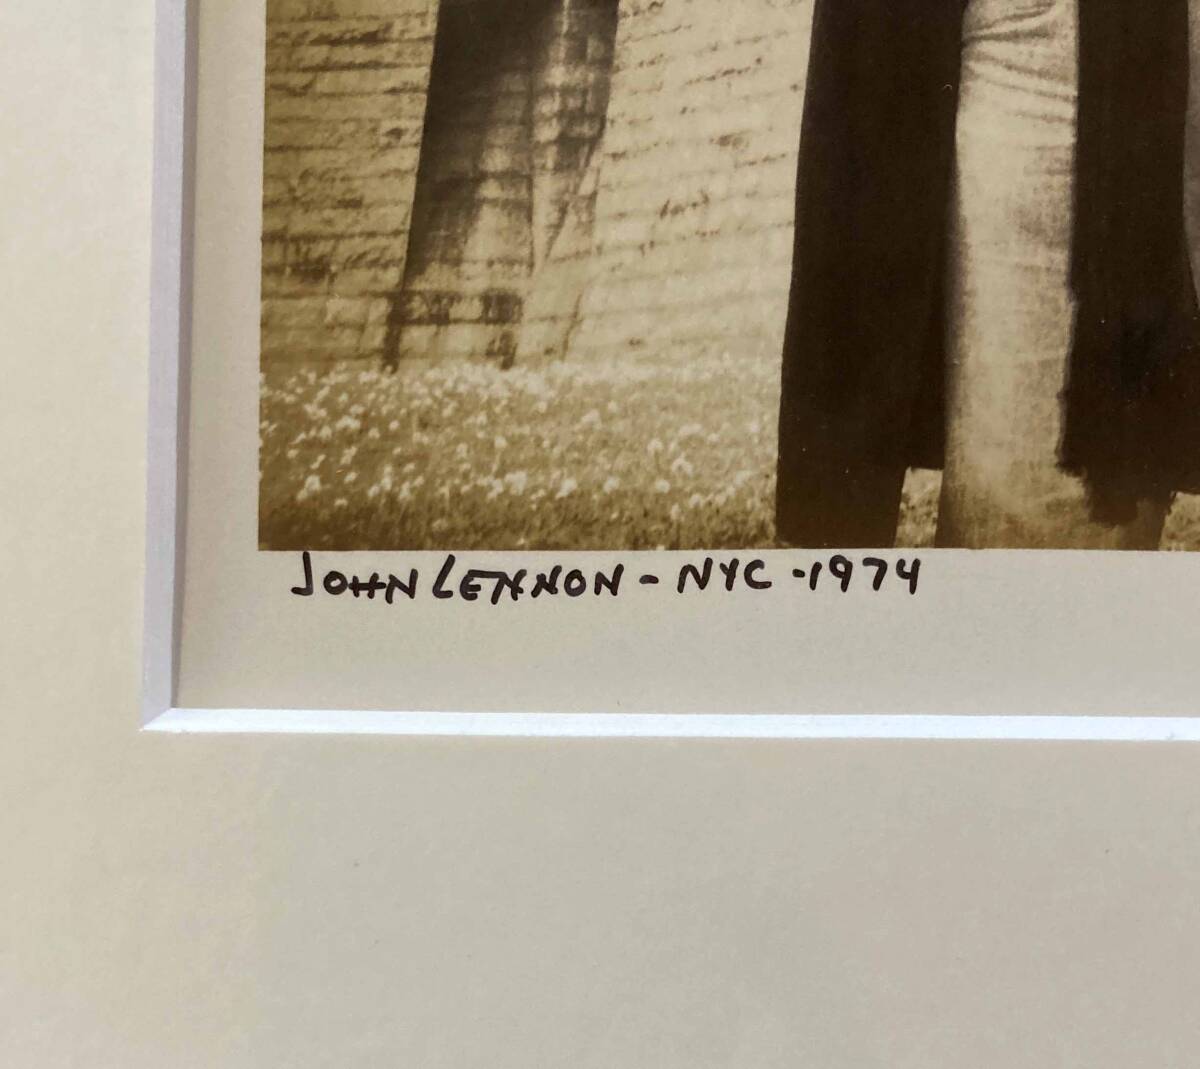 JOHN LENNON - NYC - 1974